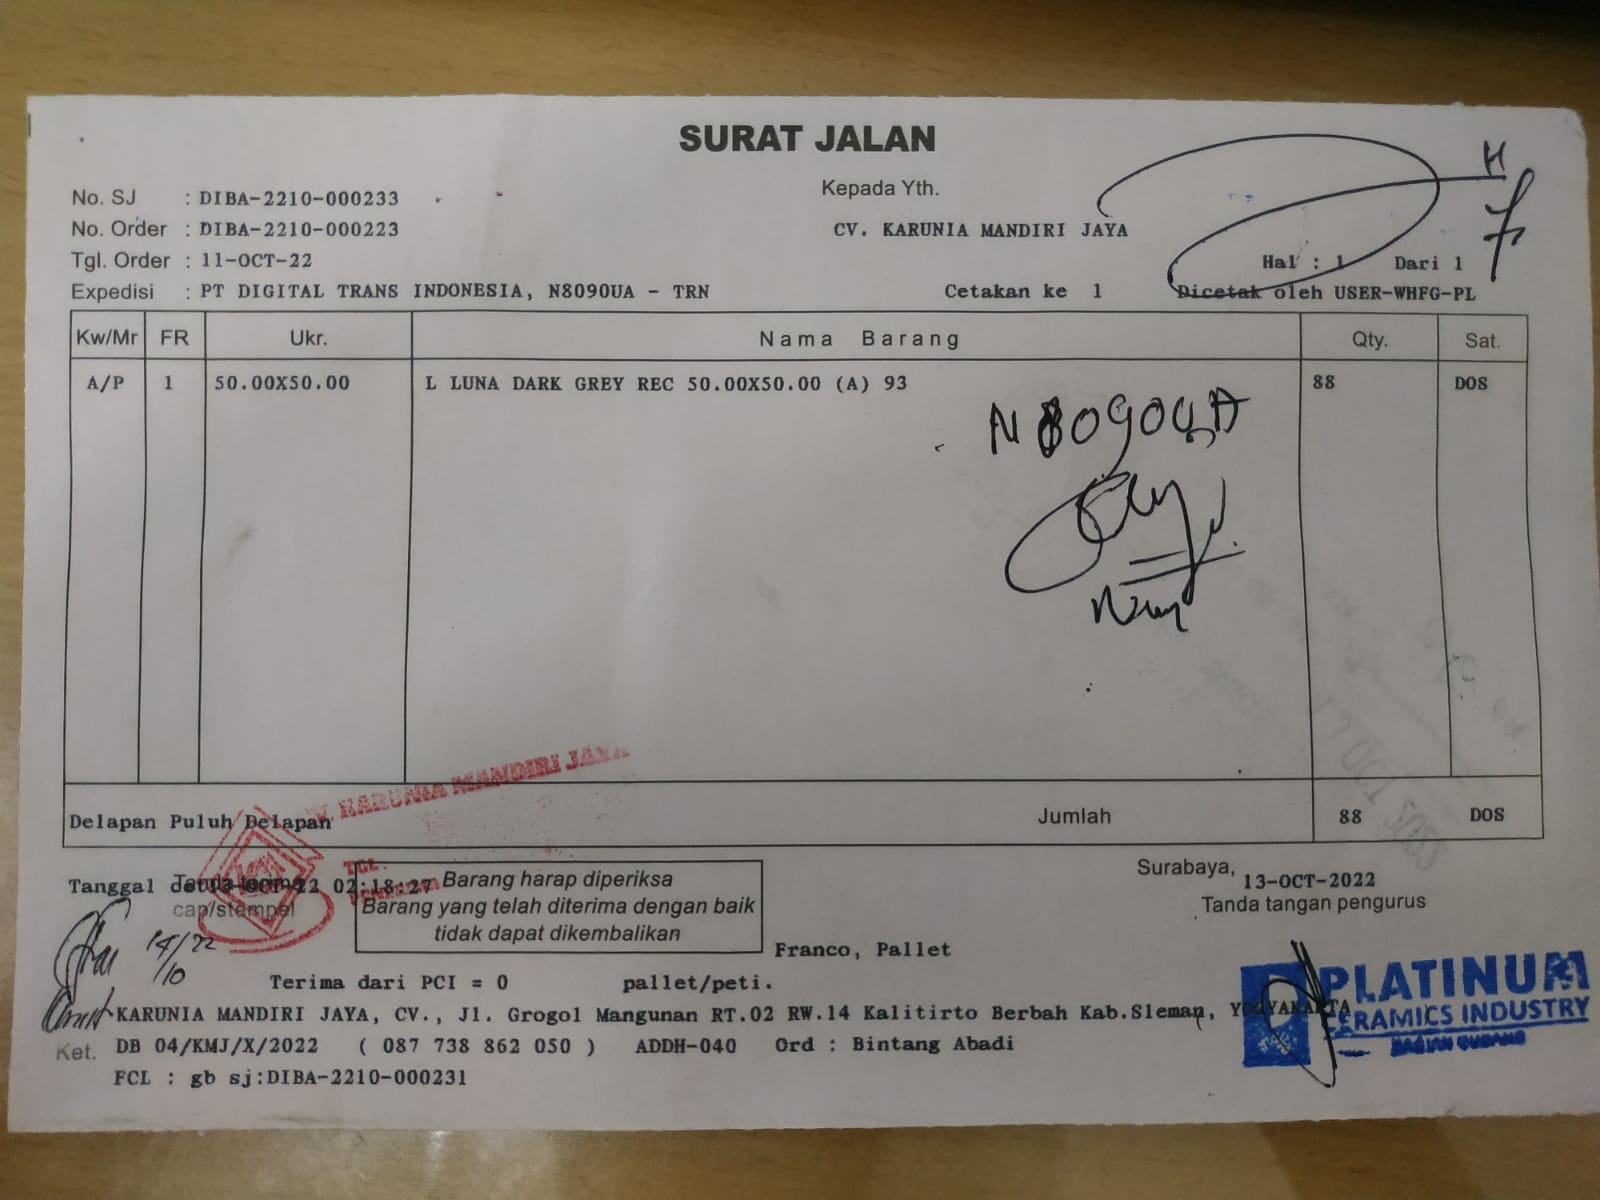 SURAT JALAN
No. SJ : DIBA-2210-000233
Kepada Yth.
No. Order : DIBA-2210-000223
CV. KARUNIA MANDIRI JAYA
Tgl. Order : 11-OCT-22
Hal : 1 Dari 1
Expedisi : PT DIGITAL TRANS INDONESIA, N8090UA - TRN
Cetakan ke 1
Dicetak oleh USER-WHFG-PL
Kw/Mr FR Ukr. Nama Barang Qty. Sat.
A/P 1 50.00X50.00 L LUNA DARK GREY REC 50.00X50.00 (A) 93 88 DOS
N8090UA
KARUNIA MANDIRI JAYA
Delapan Puluh Delapan Jumlah 88 DOS
TGL :
Tanggal 13-OCT-22 02:18:27
cap/stempel
Barang harap diperiksa
Barang yang telah diterima dengan baik
tidak dapat dikembalikan
Surabaya, 13-OCT-2022
Tanda tangan pengurus
14/10 22
Franco, Pallet
Terima dari PCI = 0 pallet/peti.
KARUNIA MANDIRI JAYA, CV., Jl. Grogol Mangunan RT.02 RW.14 Kalitirto Berbah Kab.Sleman, YOGYAKARTA
Ket. DB 04/KMJ/X/2022 ( 087 738 862 050 ) ADDH-040 Ord : Bintang Abadi
FCL : gb sj:DIBA-2210-000231
PLATINUM
CERAMICS INDUSTRY
BAGIAN GUDANG